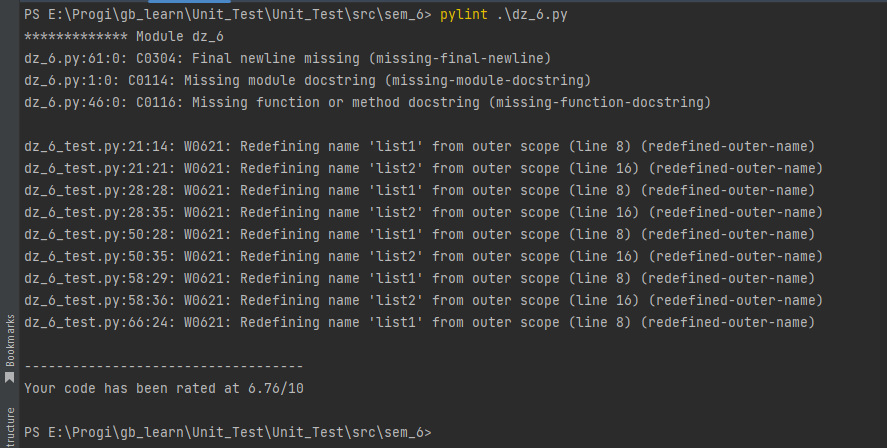 PS E:\Progi\gb_learn\Unit_Test\Unit_Test\src\sem_6> pylint .\dz_6.py
************* Module dz_6
dz_6.py:61:0: C0304: Final newline missing (missing-final-newline)
dz_6.py:1:0: C0114: Missing module docstring (missing-module-docstring)
dz_6.py:46:0: C0116: Missing function or method docstring (missing-function-docstring)
dz_6_test.py:21:14: W0621: Redefining name 'list1' from outer scope (line 8) (redefined-outer-name)
dz_6_test.py:21:21: W0621: Redefining name 'list2' from outer scope (line 16) (redefined-outer-name)
dz_6_test.py:28:28: W0621: Redefining name 'list1' from outer scope (line 8) (redefined-outer-name)
dz_6_test.py:28:35: W0621: Redefining name 'list2' from outer scope (line 16) (redefined-outer-name)
dz_6_test.py:50:28: W0621: Redefining name 'list1' from outer scope (line 8) (redefined-outer-name)
dz_6_test.py:50:35: W0621: Redefining name 'list2' from outer scope (line 16) (redefined-outer-name)
dz_6_test.py:58:29: W0621: Redefining name 'list1' from outer scope (line 8) (redefined-outer-name)
dz_6_test.py:58:36: W0621: Redefining name 'list2' from outer scope (line 16) (redefined-outer-name)
dz_6_test.py:66:24: W0621: Redefining name 'list1' from outer scope (line 8) (redefined-outer-name)
-----------------------------------
Your code has been rated at 6.76/10
PS E:\Progi\gb_learn\Unit_Test\Unit_Test\src\sem_6>
Bookmarks
ructure